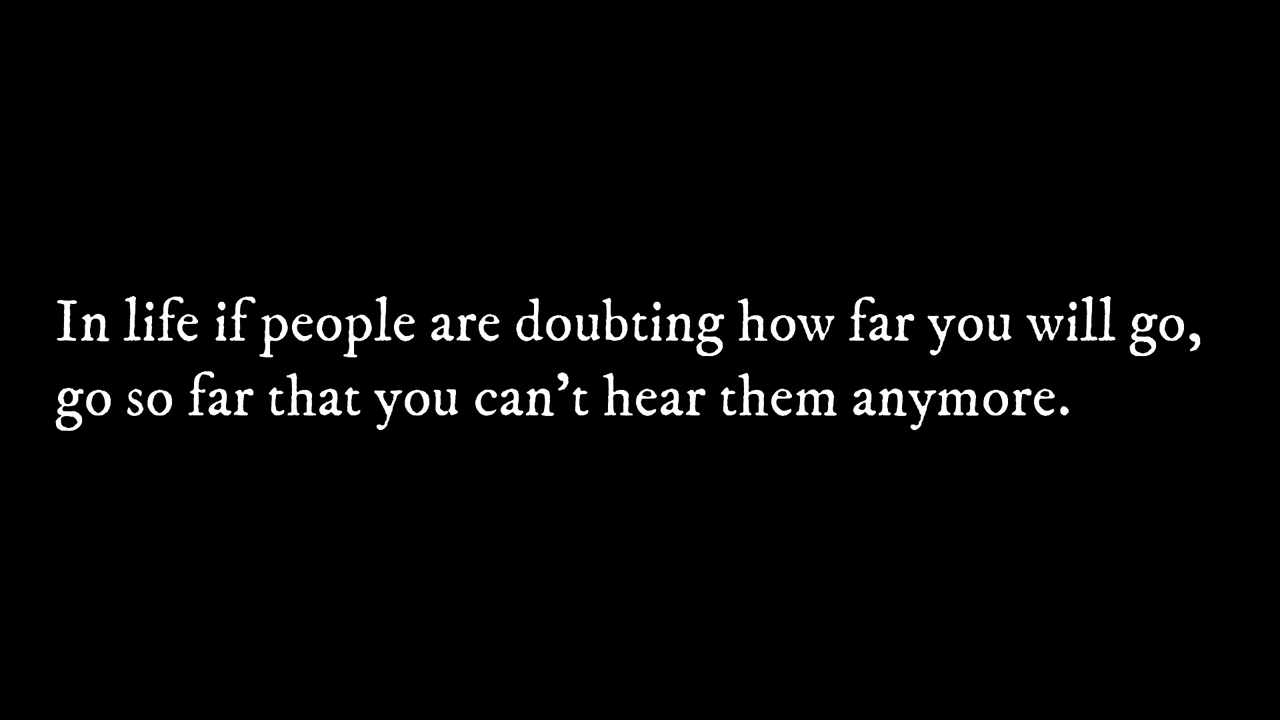 In life if people are doubting how far you will go,
go so far that you can’t hear them anymore.